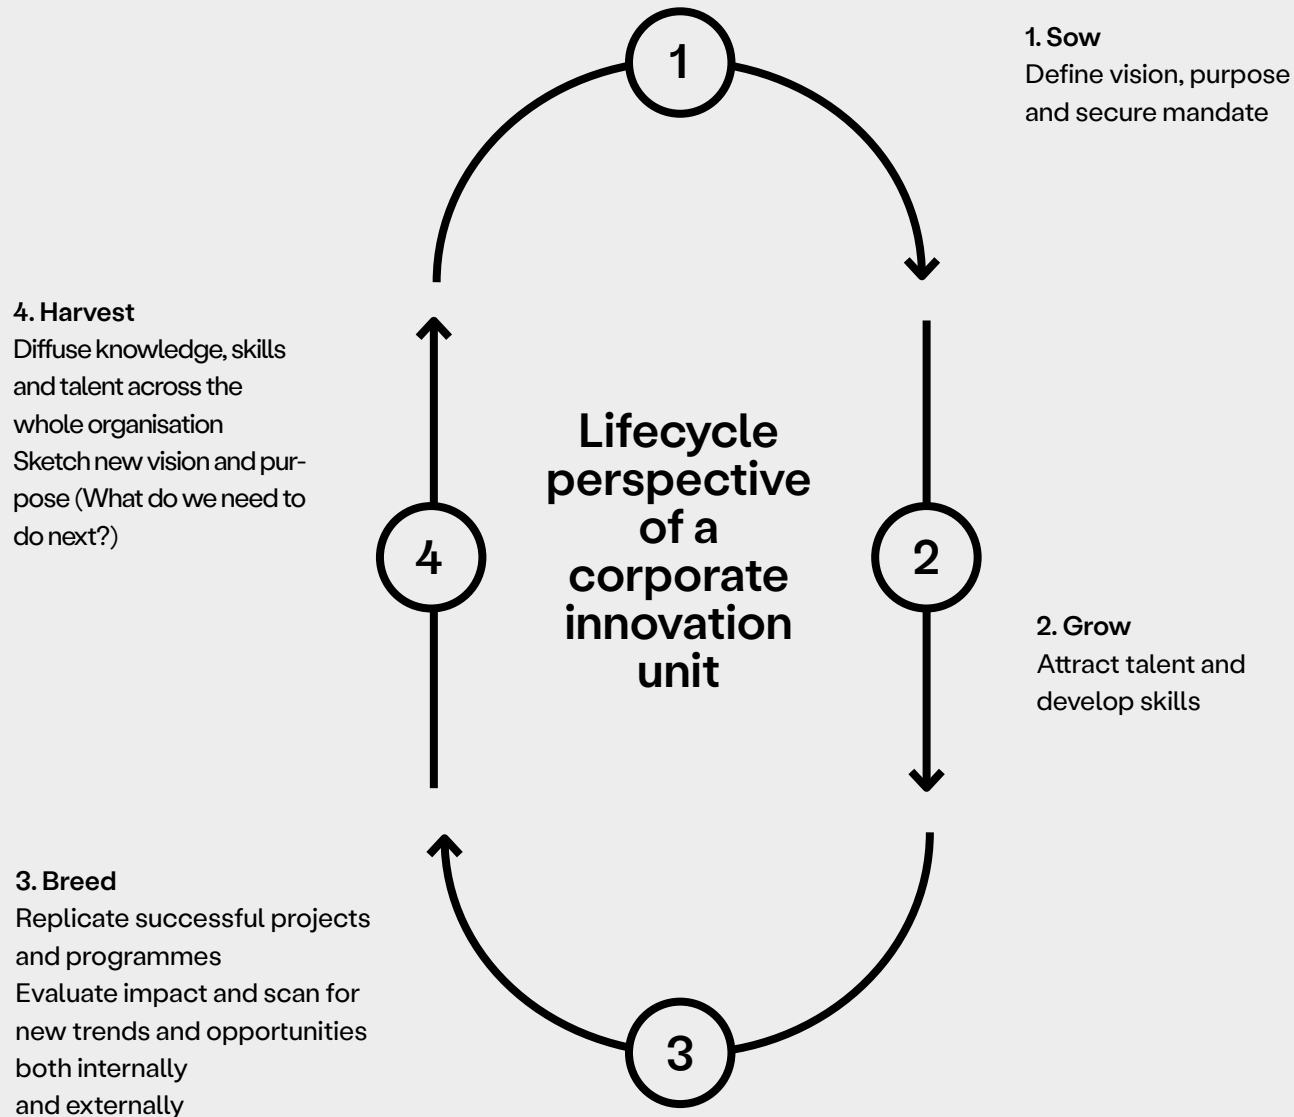 1
1. Sow
Define vision, purpose
and secure mandate
4. Harvest
Diffuse knowledge, skills
and talent across the
whole organisation
Sketch new vision and pur-
pose (What do we need to
do next?)
Lifecycle
perspective
of a
corporate
innovation
unit
4
2
2. Grow
Attract talent and
develop skills
3. Breed
Replicate successful projects
and programmes
Evaluate impact and scan for
new trends and opportunities
both internally
and externally
3